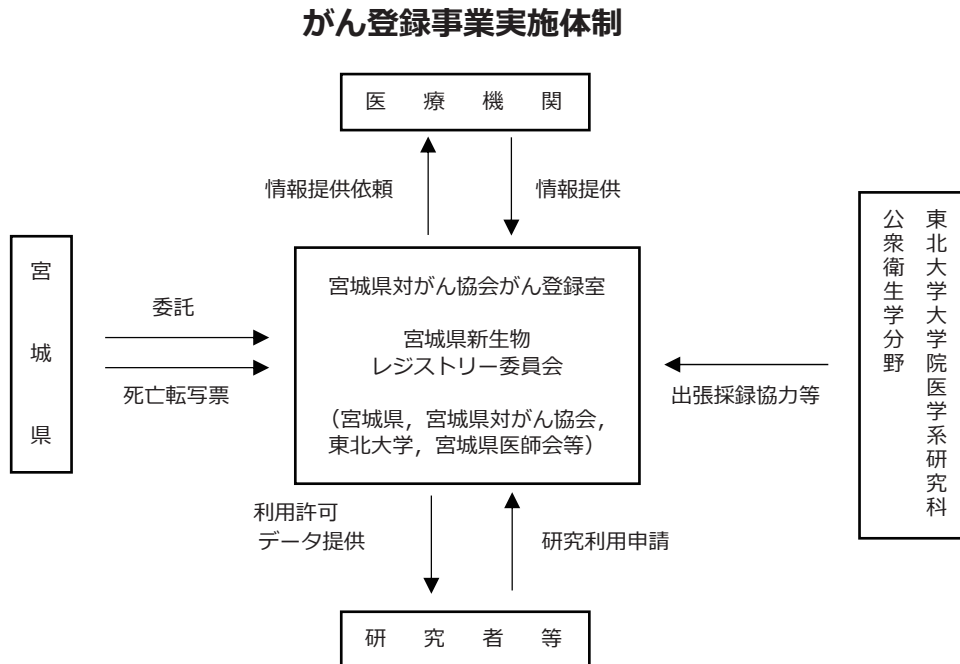 がん登録事業実施体制
医療機関
情報提供依頼
情報提供
宮城県
委託
死亡転写票
宮城県対がん協会がん登録室
宮城県新生物
レジストリー委員会
（宮城県，宮城県対がん協会，
東北大学，宮城県医師会等）
出張採録協力等
東北大学大学院医学系研究科
公衆衛生学分野
利用許可
データ提供
研究利用申請
研究者等